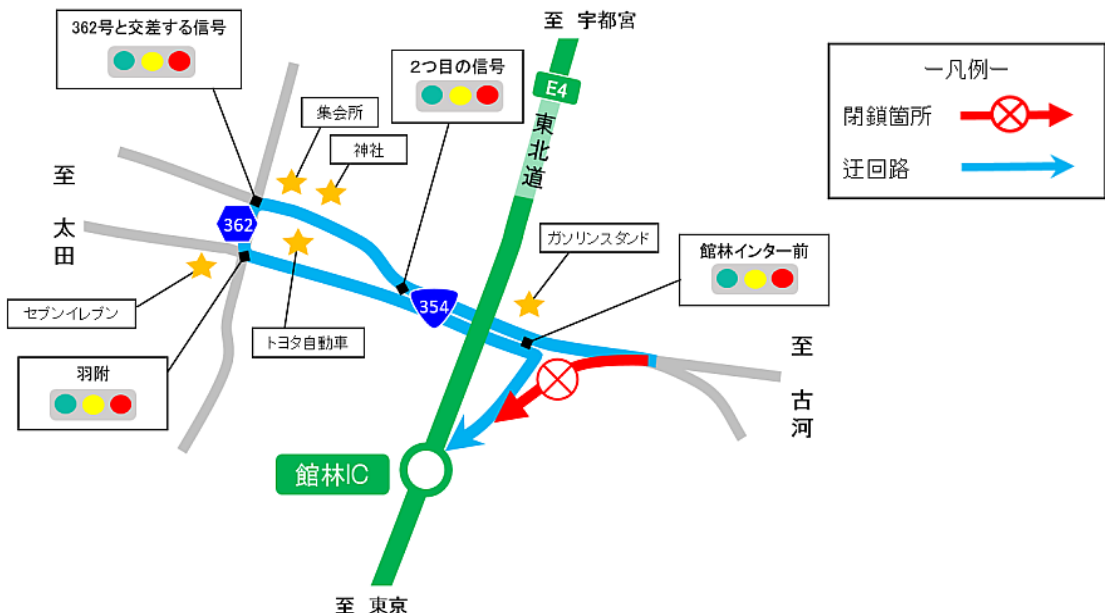 362号と交差する信号
2つ目の信号
至 宇都宮
E4
東北道
集会所
神社
至 太田
362
セブンイレブン
トヨタ自動車
羽附
354
ガソリンスタンド
館林インター前
至 古河
館林IC
至 東京
ー凡例ー
閉鎖箇所
迂回路